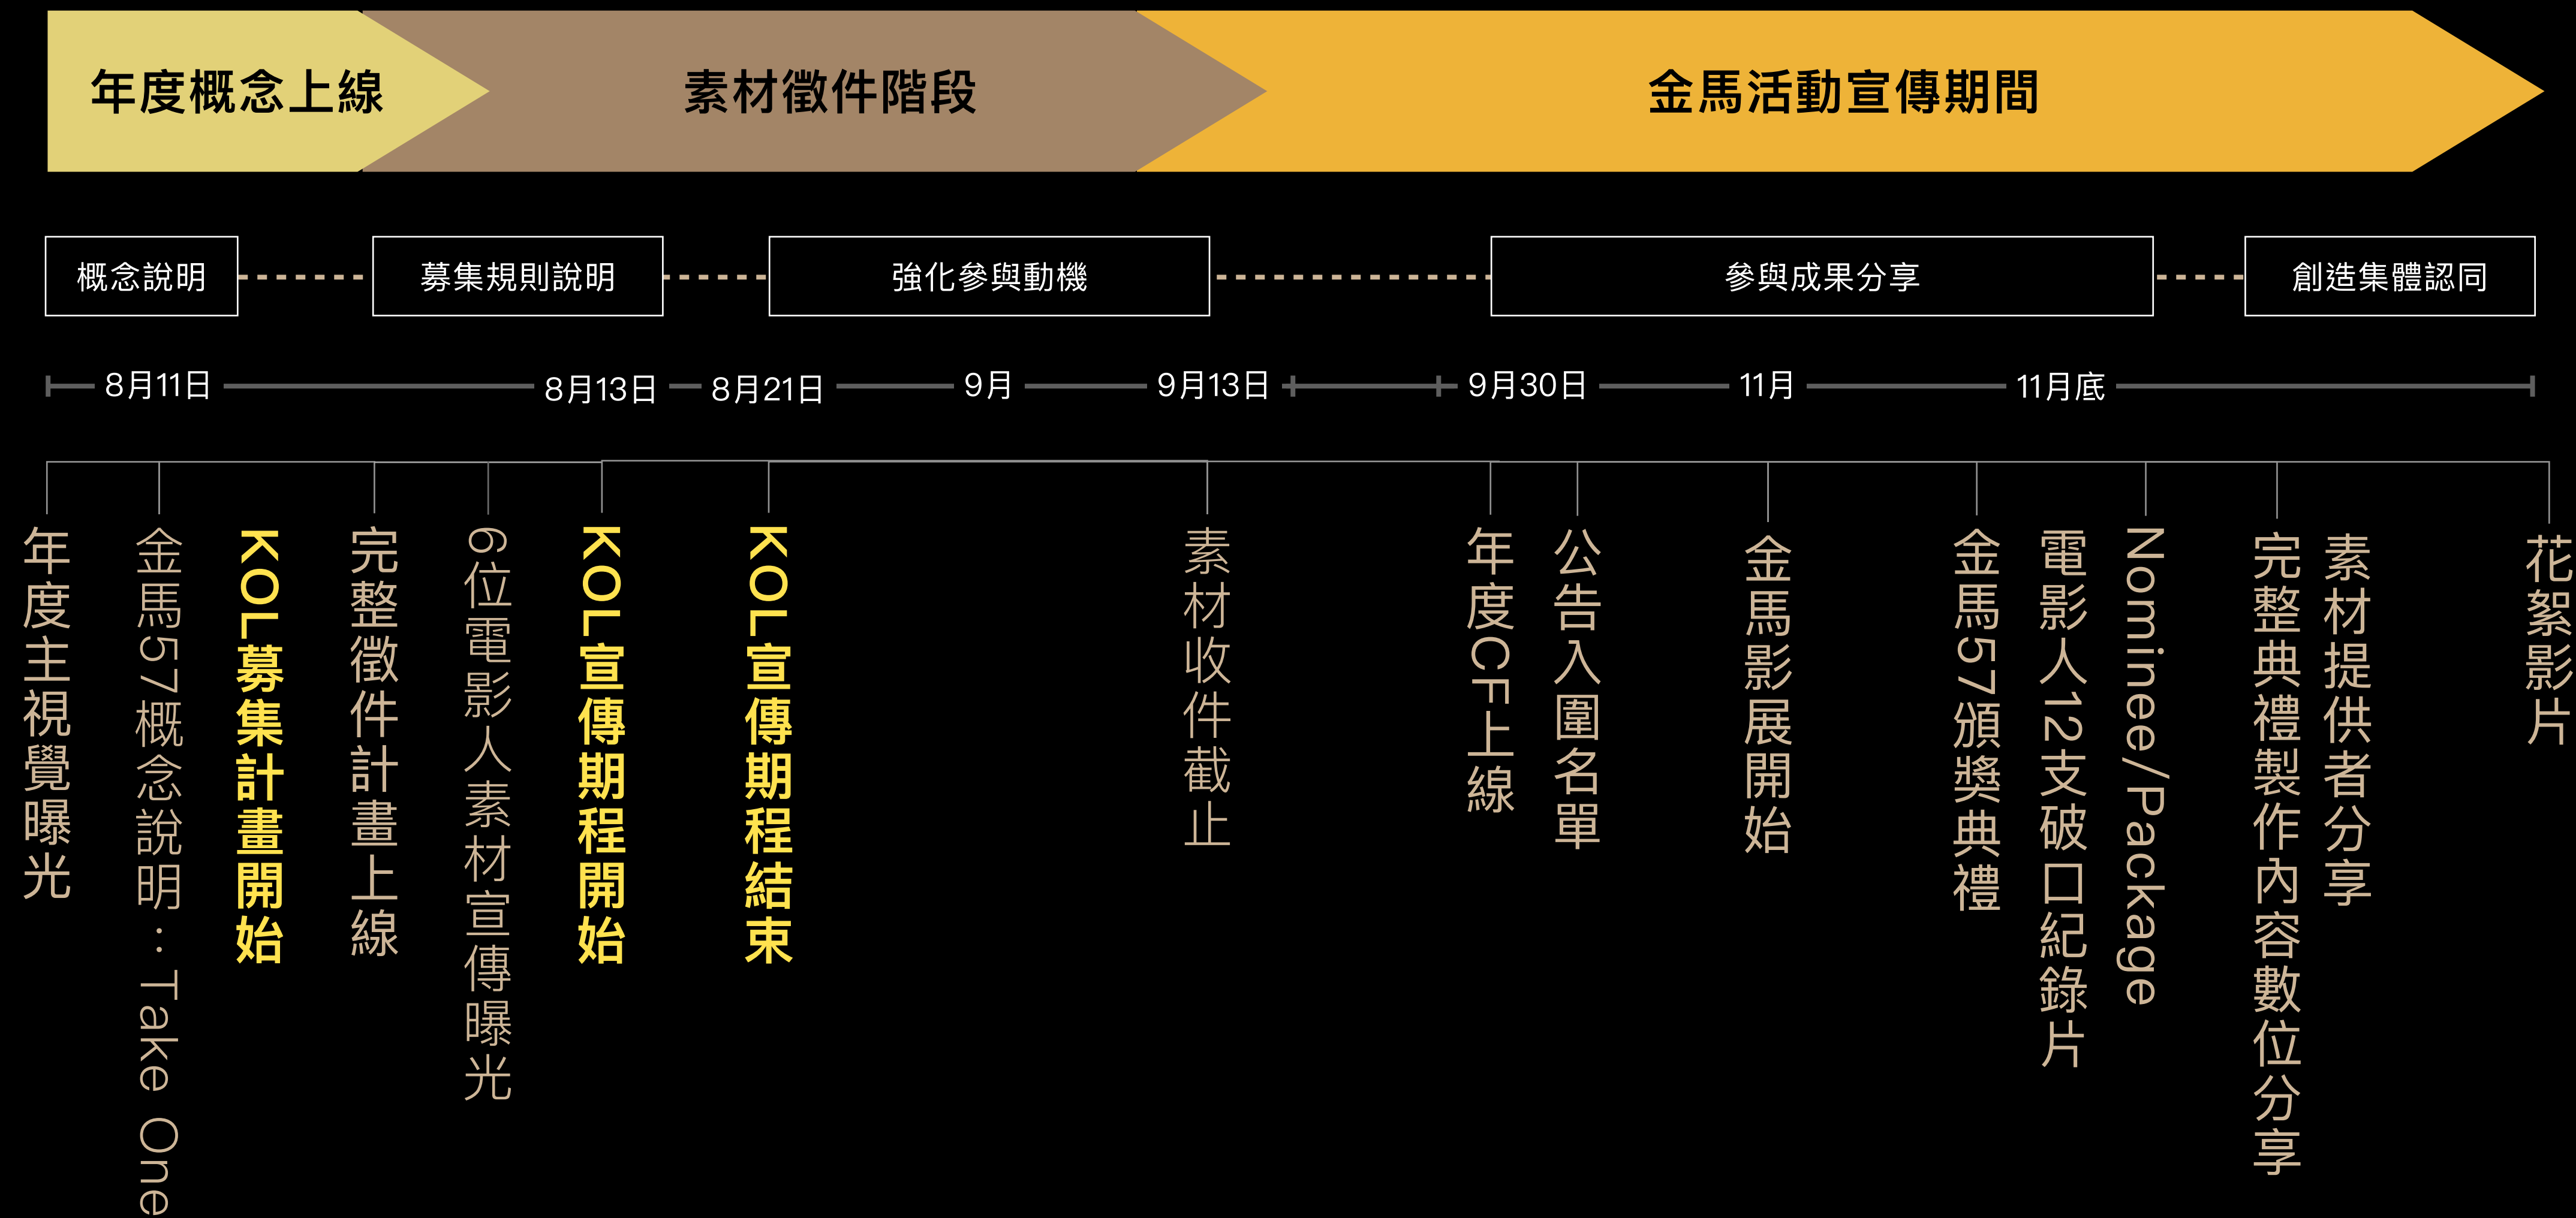 年度概念上線
素材徵件階段
金馬活動宣傳期間
概念說明
募集規則說明
強化參與動機
參與成果分享
創造集體認同
8月11日
8月13日
8月21日
9月
9月13日
9月30日
11月
11月底
年度主視覺曝光
金馬57概念說明：Take One
KOL募集計畫開始
完整徵件計畫上線
6位電影人素材宣傳曝光
KOL宣傳期程開始
KOL宣傳期程結束
素材收件截止
年度CF上線
公告入圍名單
金馬影展開始
金馬57頒獎典禮
電影人12支破口紀錄片
Nominee/Package
完整典禮製作內容數位分享
素材提供者分享
花絮影片